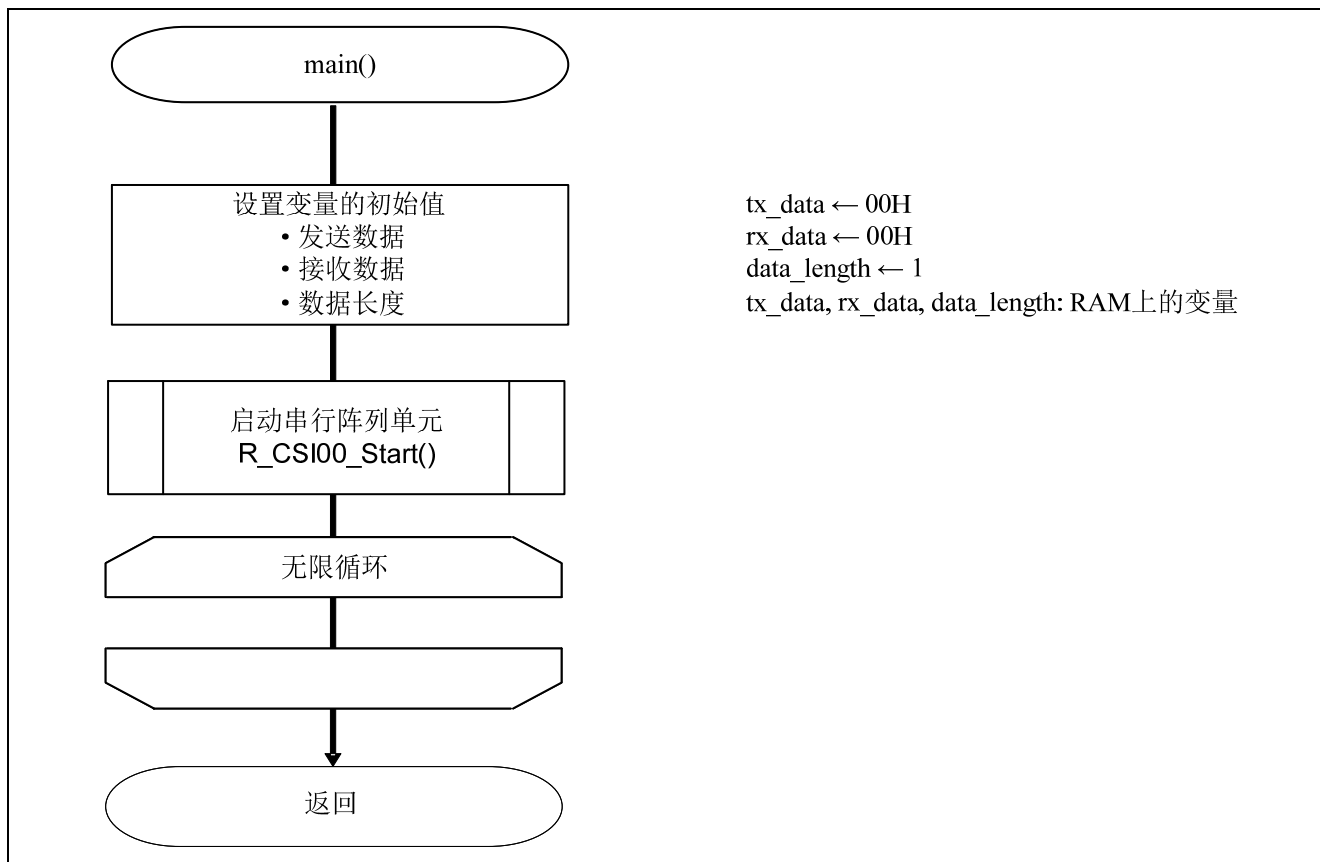 main()
设置变量的初始值
・发送数据
・接收数据
・数据长度
tx_data ← 00H
rx_data ← 00H
data_length ← 1
tx_data, rx_data, data_length: RAM上的变量
启动串行阵列单元
R_CSI00_Start()
无限循环
返回